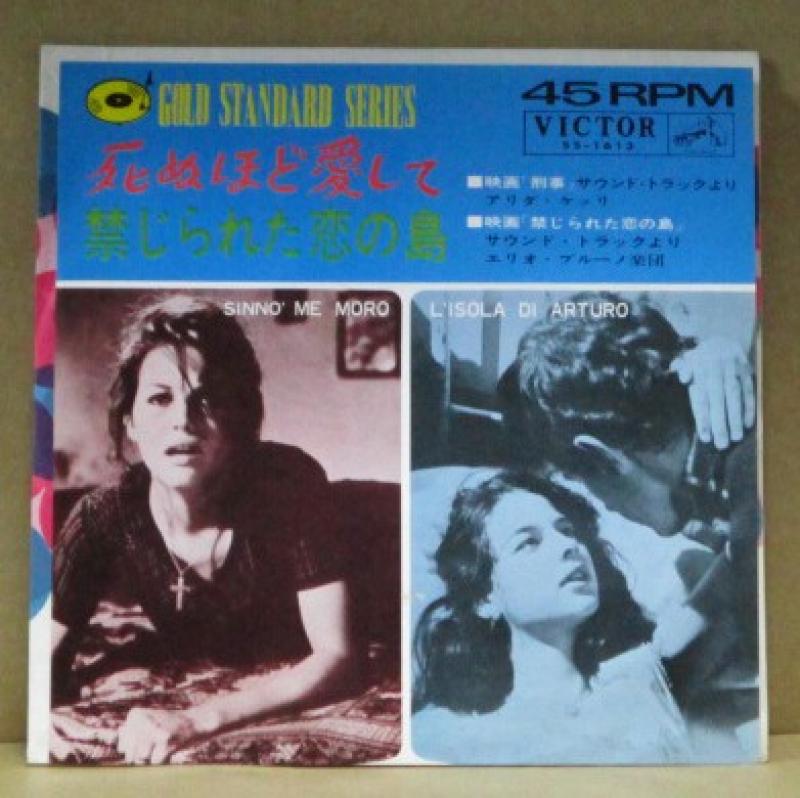 GOLD STANDARD SERIES
45 RPM
VICTOR
SS-1613
死ぬほど愛して
禁じられた恋の島
■映画「刑事」サウンド・トラックより
アリダ・ケッリ
■映画「禁じられた恋の島」
サウンド・トラックより
エリオ・ブルーノ楽団
SINNO' ME MORO
L'ISOLA DI ARTURO